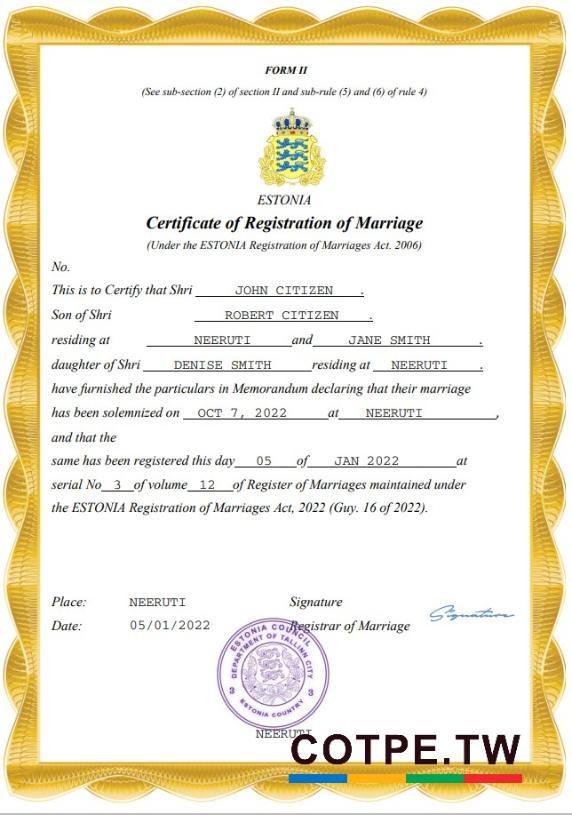 FORM II
(See sub-section (2) of section II and sub-rule (5) and (6) of rule 4)
ESTONIA
Certificate of Registration of Marriage
(Under the ESTONIA Registration of Marriages Act. 2006)
No.
This is to Certify that Shri JOHN CITIZEN .
Son of Shri ROBERT CITIZEN .
residing at NEERUTI and JANE SMITH .
daughter of Shri DENISE SMITH residing at NEERUTI .
have furnished the particulars in Memorandum declaring that their marriage
has been solemnized on OCT 7, 2022 at NEERUTI ,
and that the
same has been registered this day 05 of JAN 2022 at
serial No 3 of volume 12 of Register of Marriages maintained under
the ESTONIA Registration of Marriages Act, 2022 (Guy. 16 of 2022).
Place: NEERUTI Signature
Signature
Date: 05/01/2022 Registrar of Marriage
ESTONIA COUNCIL
DEPARTMENT OF TALLINN CITY
3 3
ESTONIA COUNTRY
NEERUTI
COTPE.TW